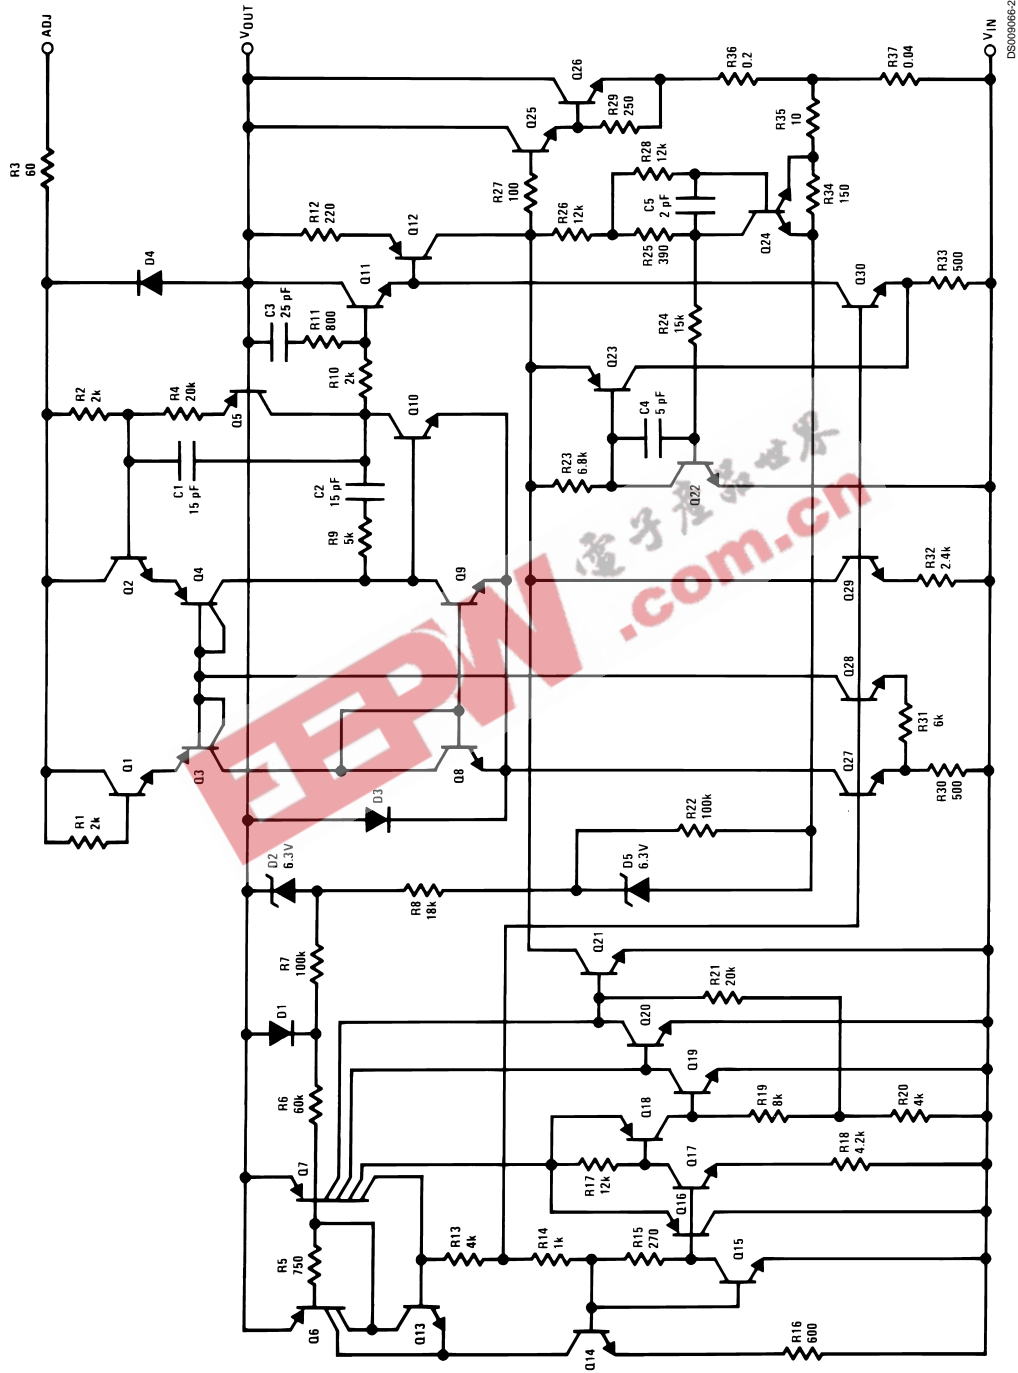 ADJ
VOUT
VIN
DS009066-2
R3
60
R36
0.2
R37
0.04
Q26
R29
250
Q25
R35
10
R28
12k
R27
100
R34
150
C5
2 pF
R12
220
Q12
R26
12k
R25
390
Q24
D4
Q11
Q30
R33
500
C3
25 pF
R11
800
R24
15k
R2
2k
R4
20k
R10
2k
Q23
Q5
Q10
C4
5 pF
C1
15 pF
C2
15 pF
R23
6.8k
Q22
R9
5k
電子產品世界
EEPW
.com.cn
Q2
Q4
Q9
Q29
R32
2.4k
Q28
R31
6k
Q1
Q3
Q8
Q27
R30
500
R1
2k
D3
R22
100k
D2
6.3V
D5
6.3V
R8
18k
R7
100k
Q21
R21
20k
D1
Q20
Q19
R6
60k
Q18
R19
8k
R20
4k
Q7
Q17
R18
4.2k
R17
12k
Q16
R5
750
R13
4k
R14
1k
R15
270
Q15
Q6
Q13
Q14
R16
600